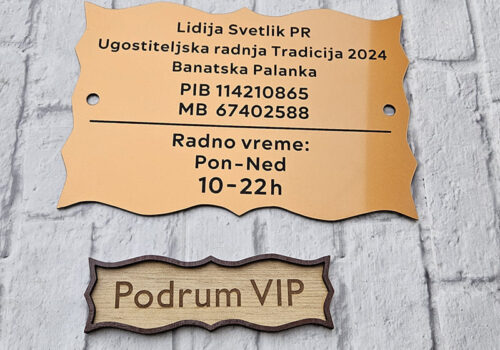 Lidija Svetlik PR
Ugostiteljska radnja Tradicija 2024
Banatska Palanka
PIB 114210865
MB 67402588
Radno vreme:
Pon-Ned
10-22h
Podrum VIP